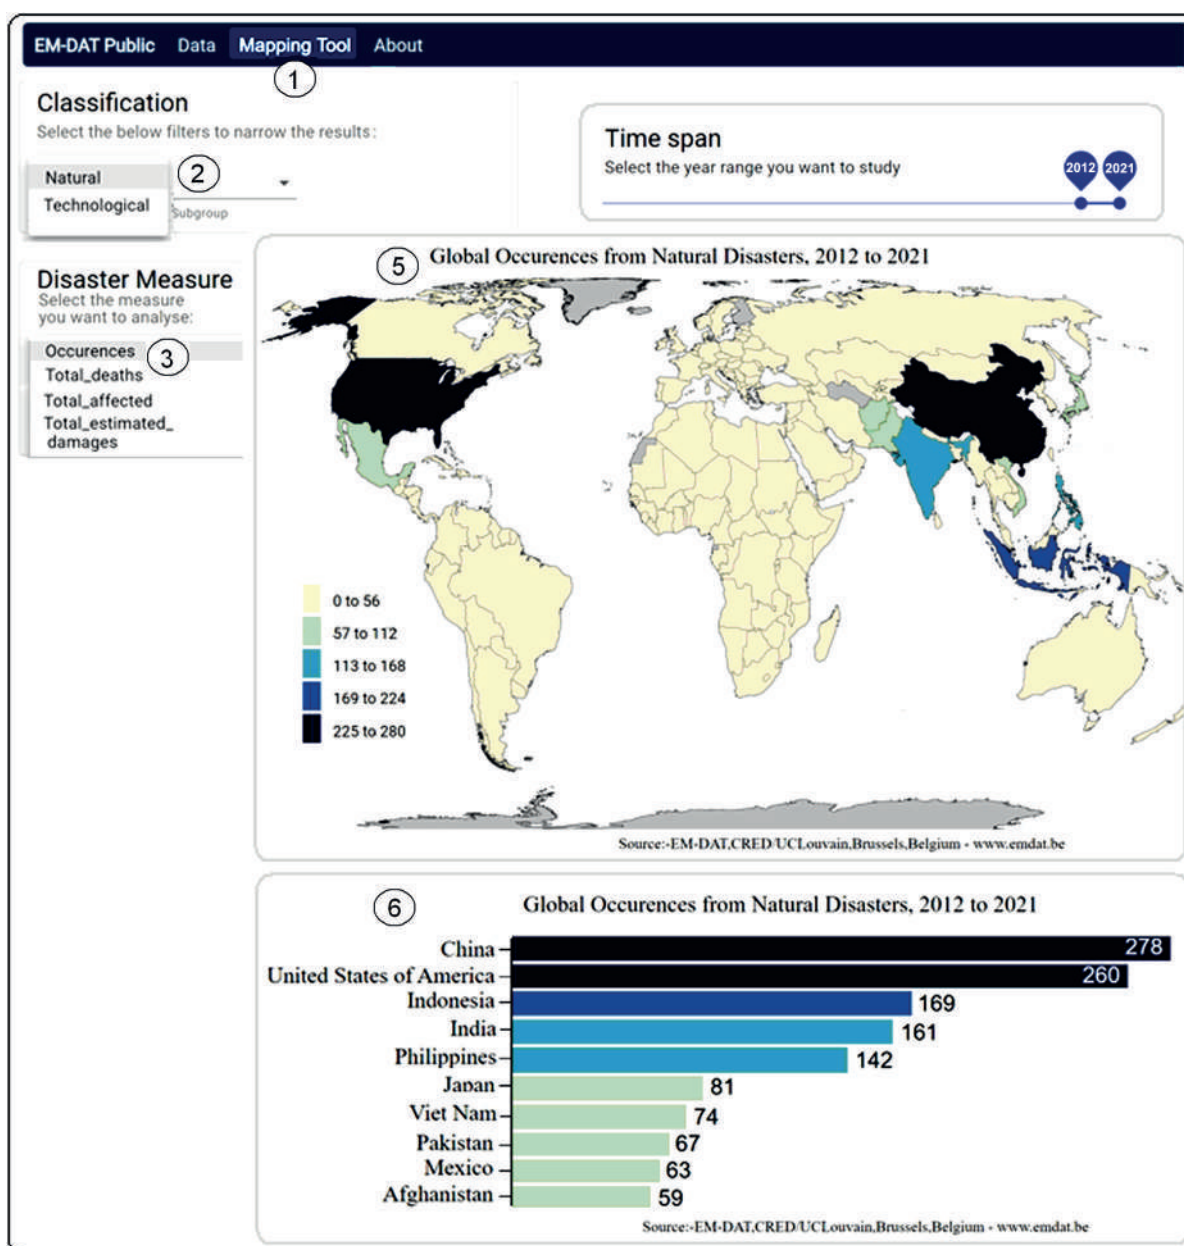 EM-DAT Public Data Mapping Tool About
1
Classification
Select the below filters to narrow the results:
Natural
2
Technological
Subgroup
Time span
Select the year range you want to study
2012 2021
Disaster Measure
Select the measure
you want to analyse:
Occurences
3
Total_deaths
Total_affected
Total_estimated_
damages
5
Global Occurences from Natural Disasters, 2012 to 2021
0 to 56
57 to 112
113 to 168
169 to 224
225 to 280
Source:-EM-DAT,CRED/UCLouvain,Brussels,Belgium - www.emdat.be
6
Global Occurences from Natural Disasters, 2012 to 2021
China 278
United States of America 260
Indonesia 169
India 161
Philippines 142
Japan 81
Viet Nam 74
Pakistan 67
Mexico 63
Afghanistan 59
Source:-EM-DAT,CRED/UCLouvain,Brussels,Belgium - www.emdat.be